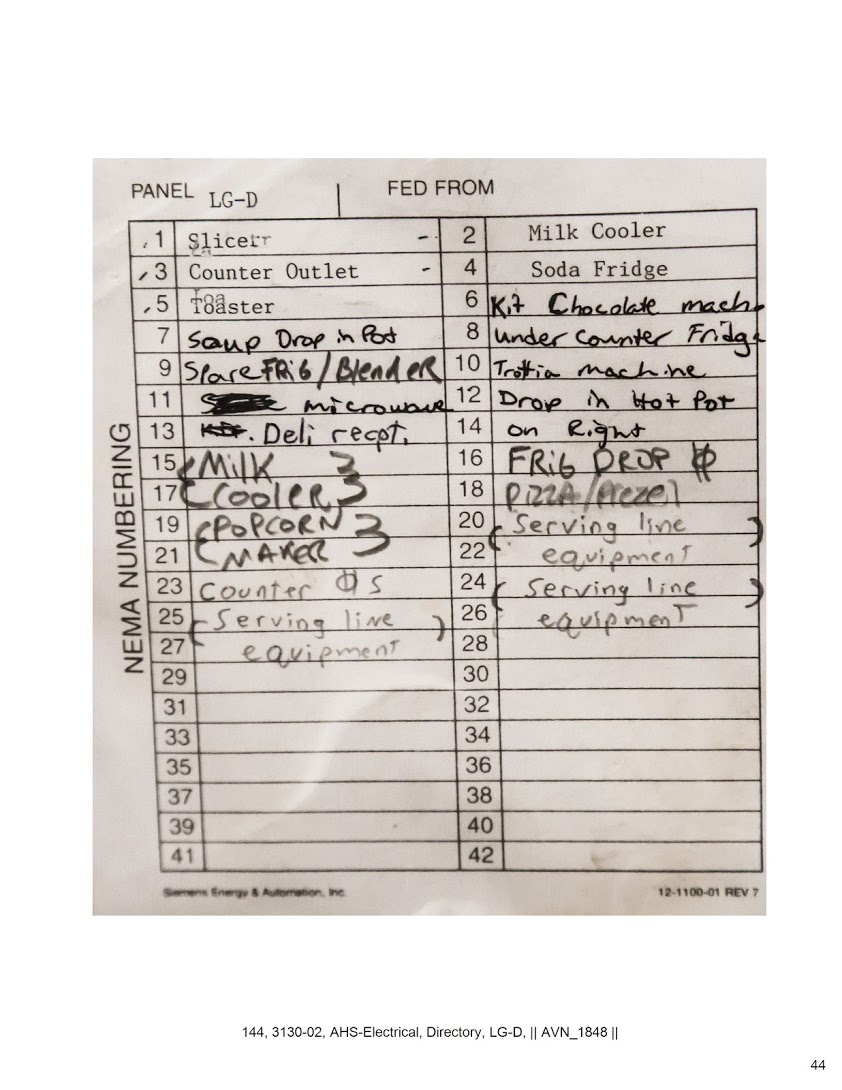 PANEL LG-D FED FROM
NEMA NUMBERING
1 Slicer - 2 Milk Cooler
3 Counter Outlet - 4 Soda Fridge
5 Toaster 6 Kit Chocolate mach
7 Soup Drop in Pot 8 under counter Fridge
9 Spare FRIG/BlendeR 10 Trottia machine
11 microwave 12 Drop in Hot Pot
13 Deli recpt. 14 on Right
15 (MilK } 16 FRIG DROP ф
17 (COOLER } 18 PIZZA/Prezel
19 (POPCORN } 20 (Serving line )
21 (MAKER } 22 equipment
23 Counter ф S 24 (Serving line )
25 (Serving line ) 26 equipment
27 equipment 28
29 30
31 32
33 34
35 36
37 38
39 40
41 42
Siemens Energy & Automation, Inc. 12-1100-01 REV 7
144, 3130-02, AHS-Electrical, Directory, LG-D, || AVN_1848 ||
44